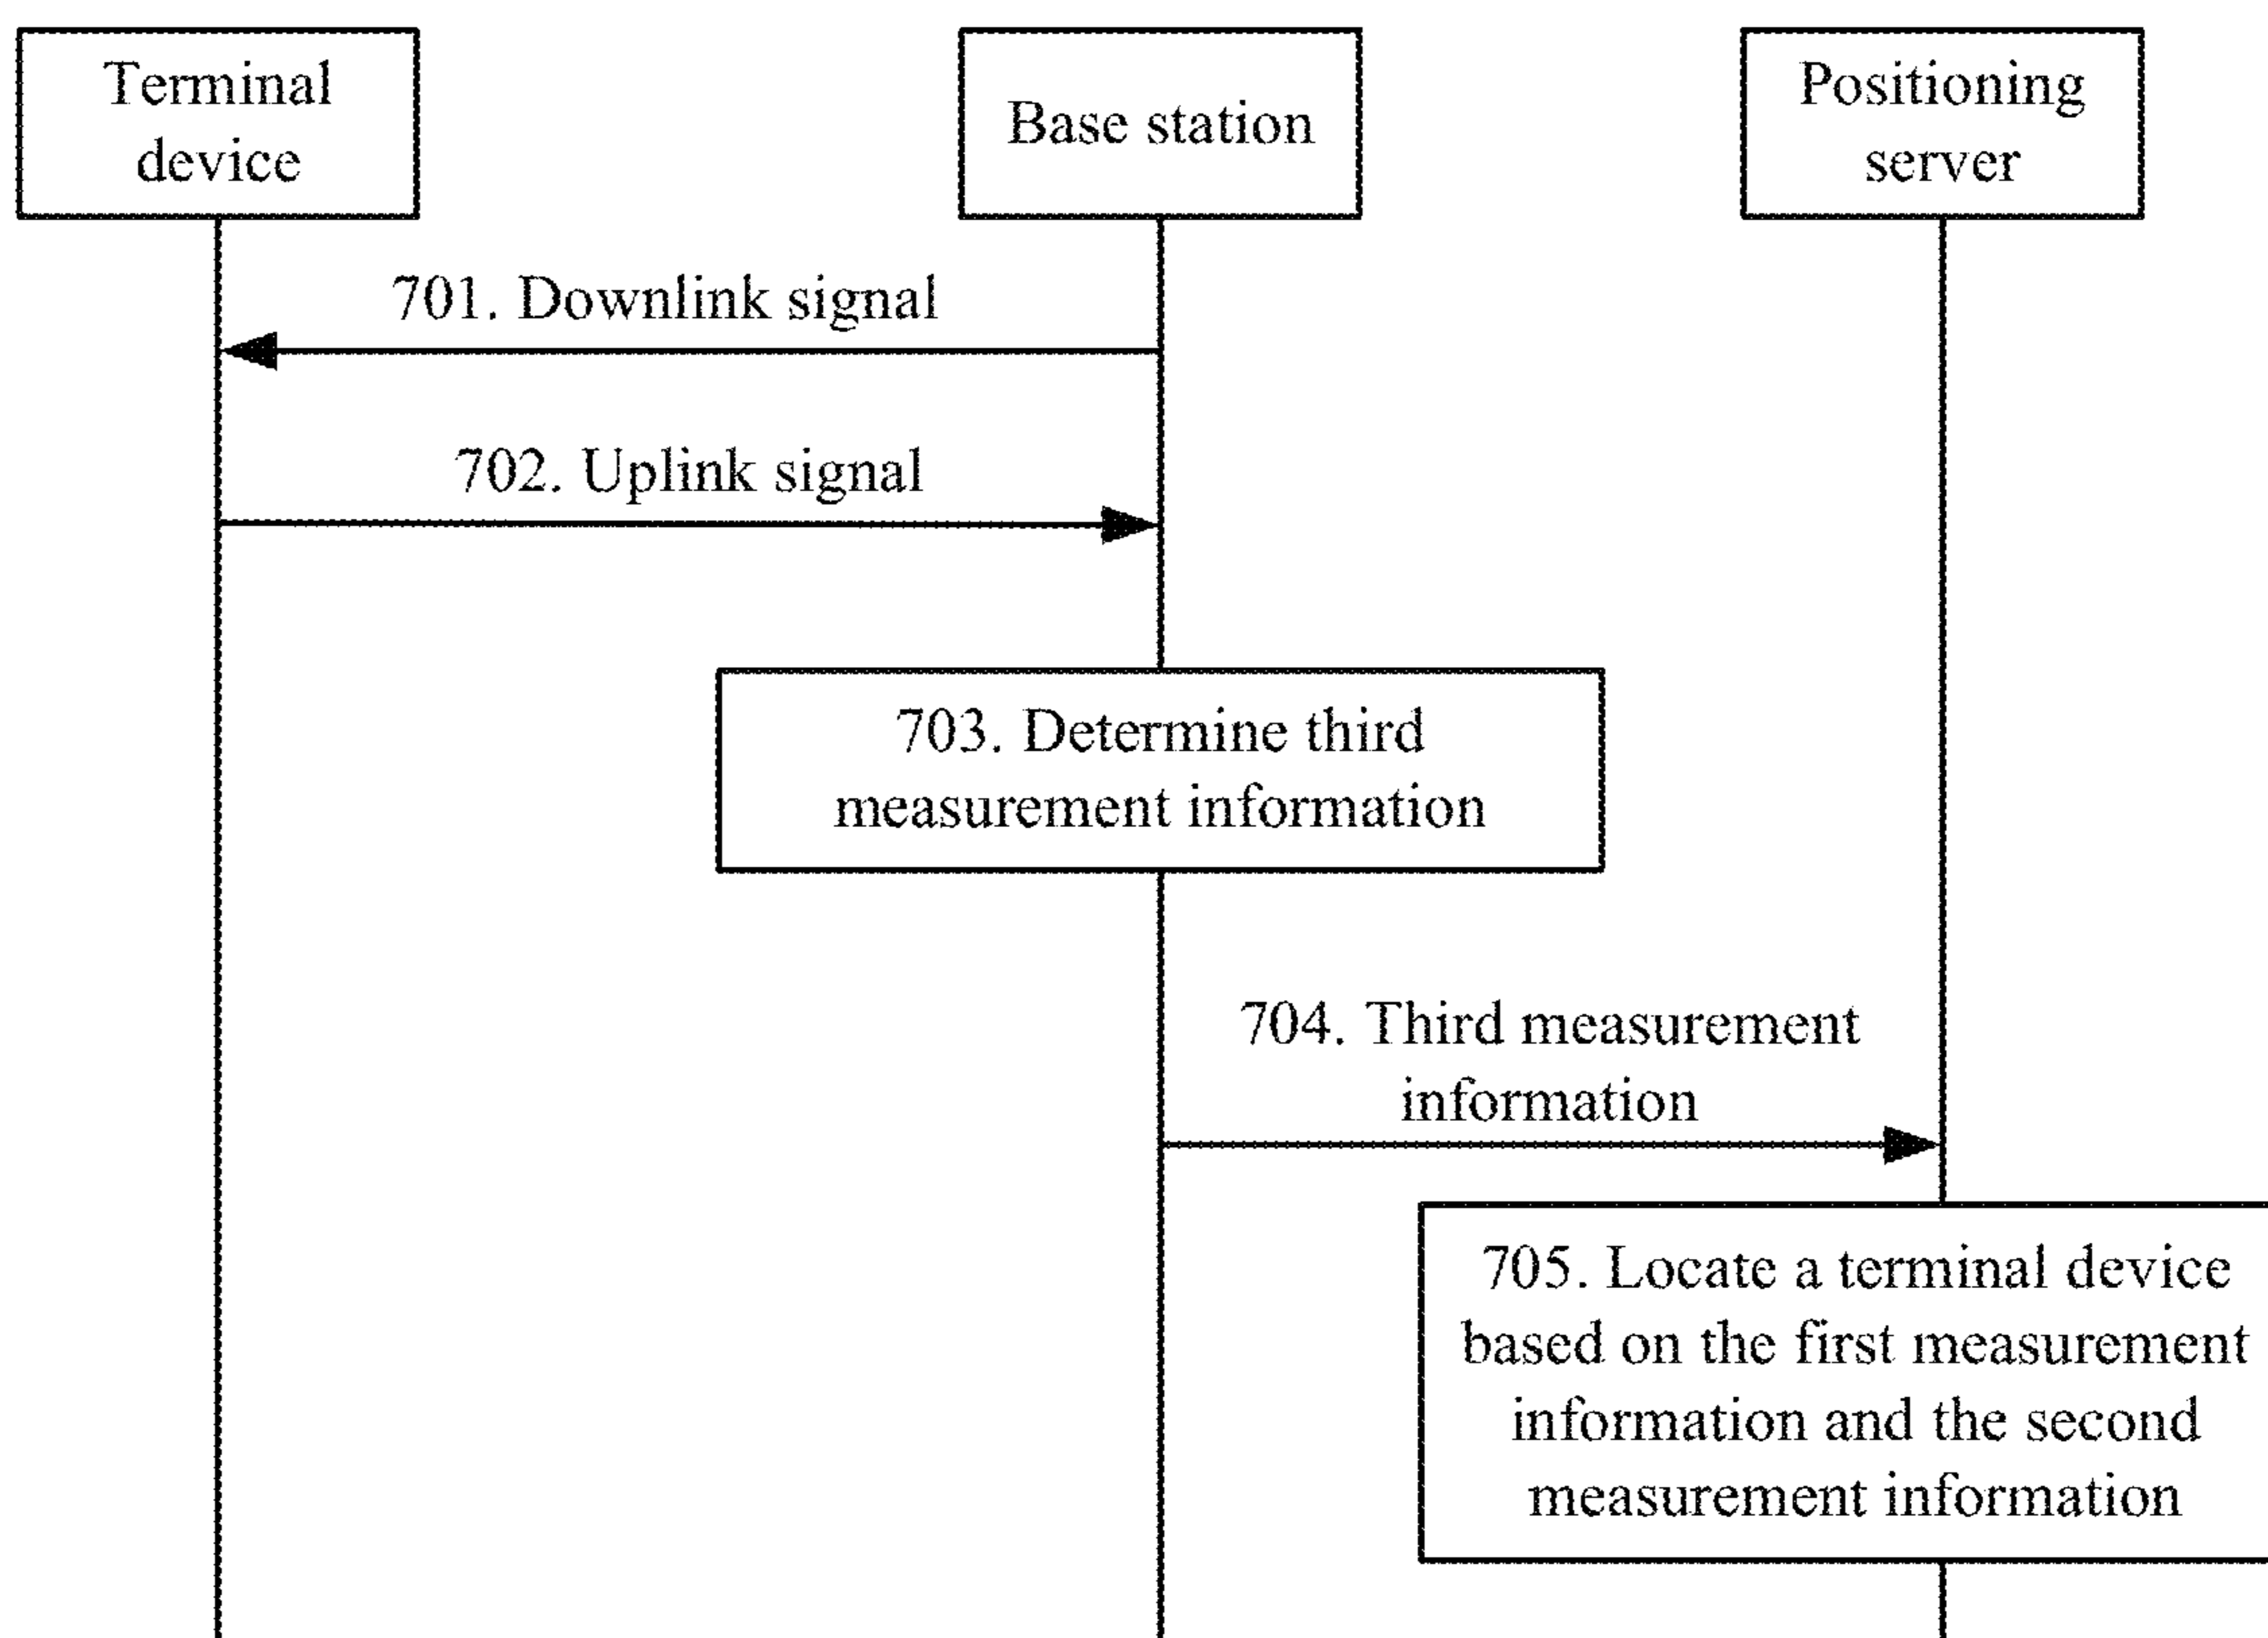 Terminal
device
Base station
Positioning
server
701. Downlink signal
702. Uplink signal
703. Determine third
measurement information
704. Third measurement
information
705. Locate a terminal device
based on the first measurement
information and the second
measurement information